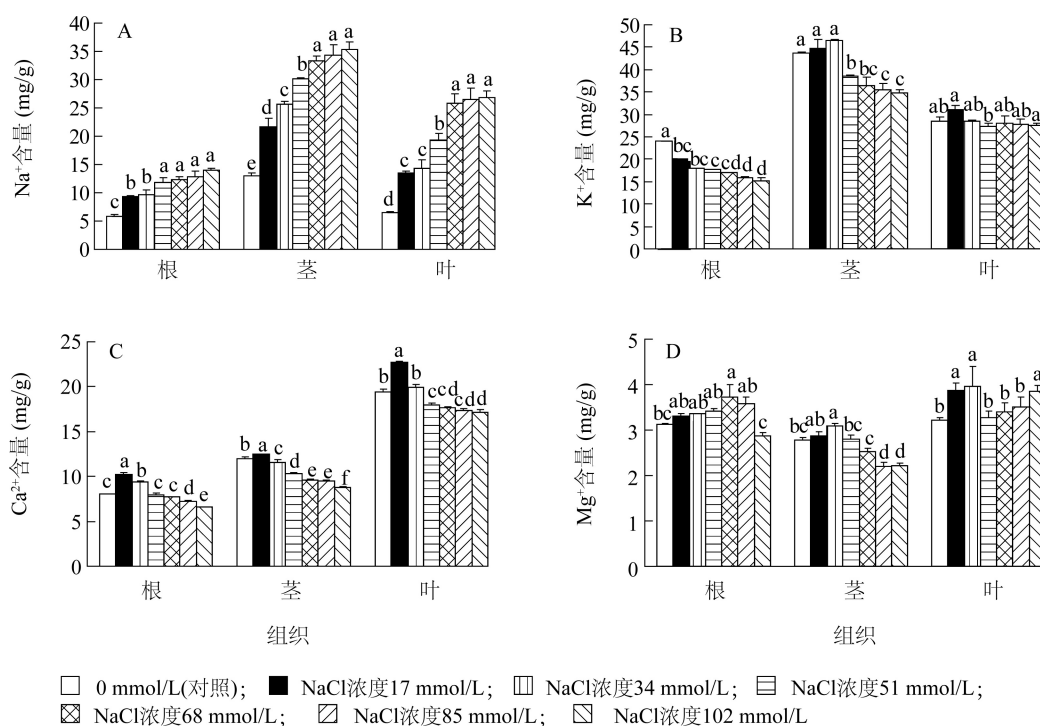 A
Na⁺含量 (mg/g)
40
35
30
25
20
15
10
5
0
c b b a a a a
e d c b a a a
d c c b a a a
根 茎 叶
B
K⁺含量 (mg/g)
50
45
40
35
30
25
20
15
10
50
0
a bc bc c cd d d
a a a b bc c c
ab a ab b ab ab a
根 茎 叶
C
Ca²⁺含量 (mg/g)
25
20
15
10
5
0
c a b c c d e
b a c d e e f
b a b c cd d d
根 茎 叶
组织
D
Mg⁺含量 (mg/g)
5
4
3
2
1
0
bc ab ab ab a ab c
bc ab a bc c d d
b a a b b b a
根 茎 叶
组织
0 mmol/L(对照); NaCl浓度17 mmol/L; NaCl浓度34 mmol/L; NaCl浓度51 mmol/L;
NaCl浓度68 mmol/L; NaCl浓度85 mmol/L; NaCl浓度102 mmol/L